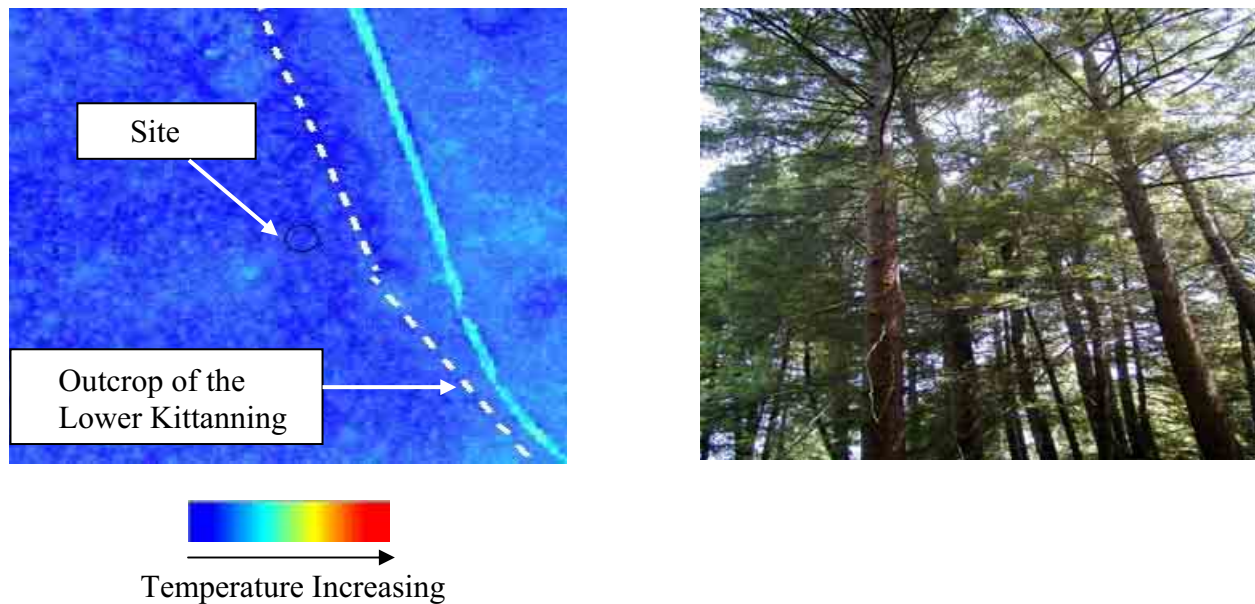 Site
Outcrop of the
Lower Kittanning
Temperature Increasing